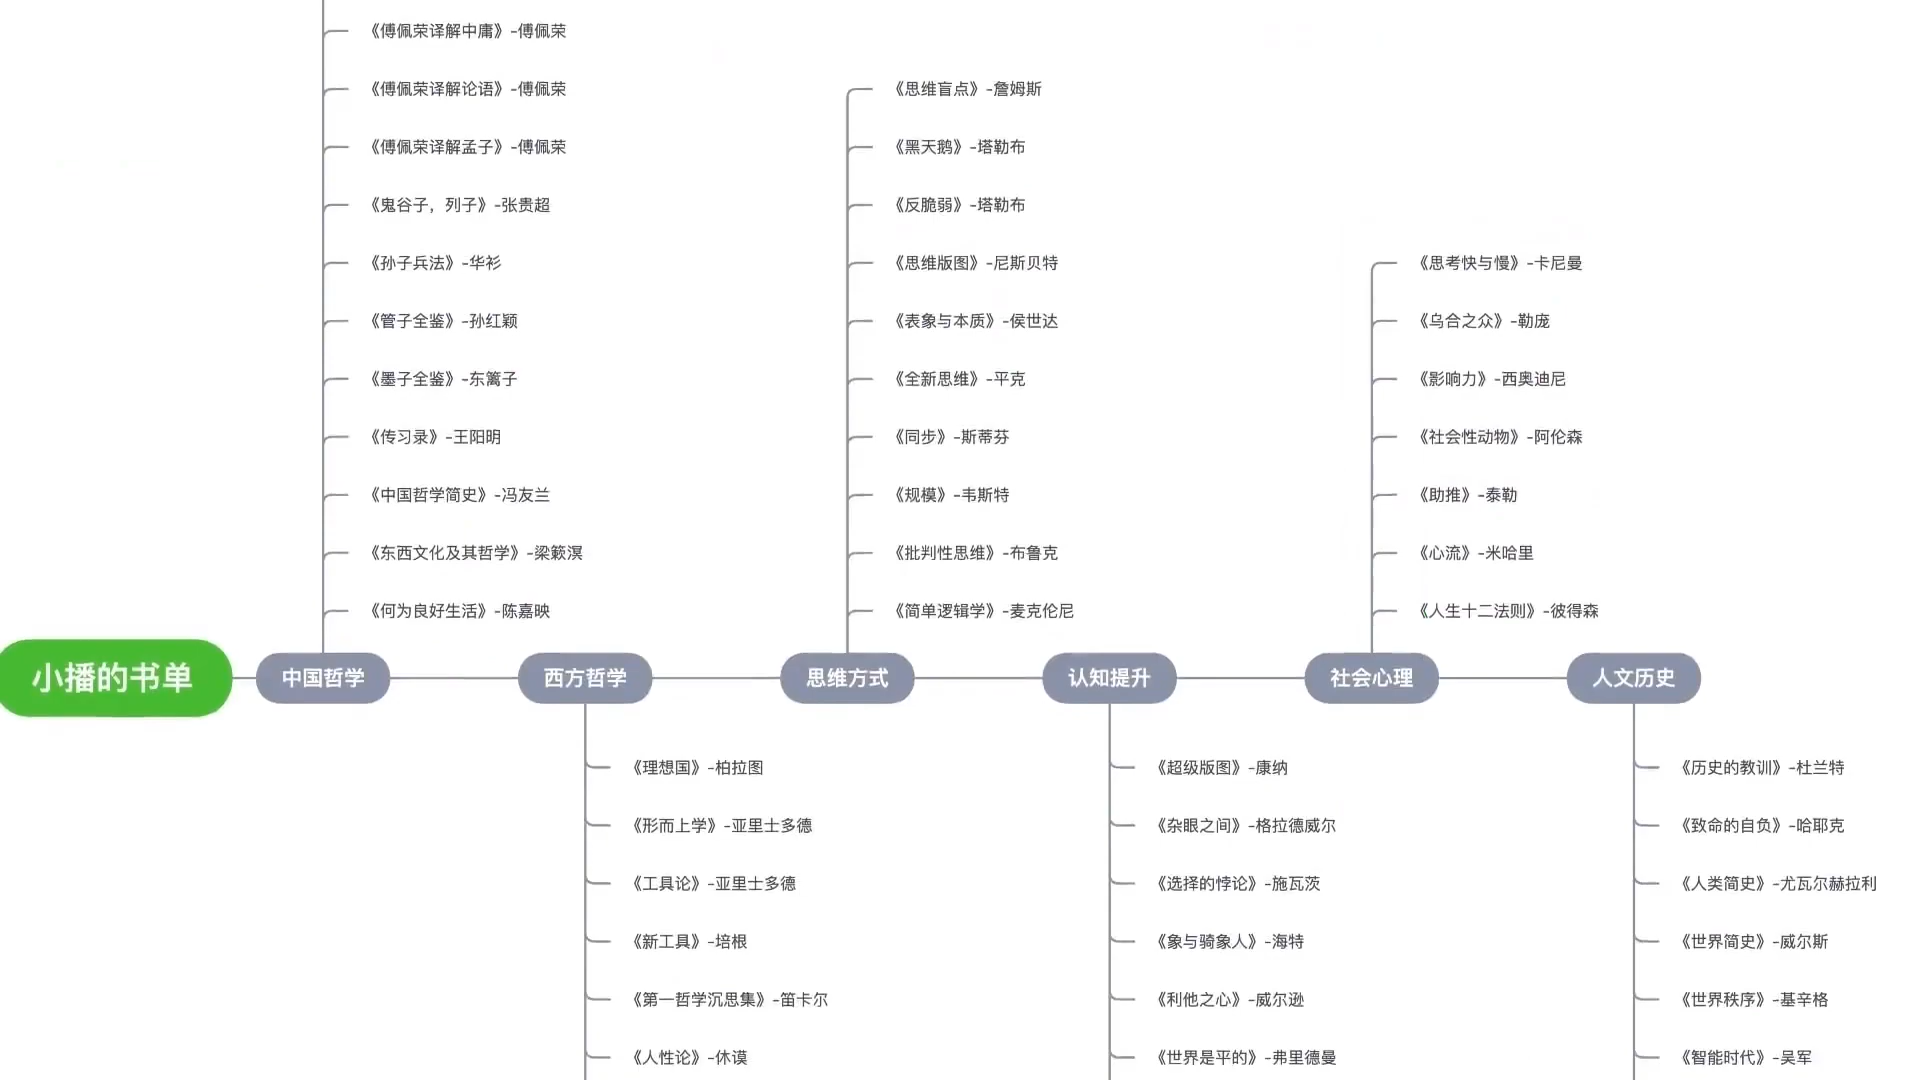 《傅佩荣译解中庸》-傅佩荣
《傅佩荣译解论语》-傅佩荣
《傅佩荣译解孟子》-傅佩荣
《鬼谷子，列子》-张贵超
《孙子兵法》-华衫
《管子全鉴》-孙红颖
《墨子全鉴》-东篱子
《传习录》-王阳明
《中国哲学简史》-冯友兰
《东西文化及其哲学》-梁簌溟
《何为良好生活》-陈嘉映
《思维盲点》-詹姆斯
《黑天鹅》-塔勒布
《反脆弱》-塔勒布
《思维版图》-尼斯贝特
《表象与本质》-侯世达
《全新思维》-平克
《同步》-斯蒂芬
《规模》-韦斯特
《批判性思维》-布鲁克
《简单逻辑学》-麦克伦尼
《思考快与慢》-卡尼曼
《乌合之众》-勒庞
《影响力》-西奥迪尼
《社会性动物》-阿伦森
《助推》-泰勒
《心流》-米哈里
《人生十二法则》-彼得森
小播的书单
中国哲学
西方哲学
思维方式
认知提升
社会心理
人文历史
《理想国》-柏拉图
《形而上学》-亚里士多德
《工具论》-亚里士多德
《新工具》-培根
《第一哲学沉思集》-笛卡尔
《人性论》-休谟
《超级版图》-康纳
《杂眼之间》-格拉德威尔
《选择的悖论》-施瓦茨
《象与骑象人》-海特
《利他之心》-威尔逊
《世界是平的》-弗里德曼
《历史的教训》-杜兰特
《致命的自负》-哈耶克
《人类简史》-尤瓦尔赫拉利
《世界简史》-威尔斯
《世界秩序》-基辛格
《智能时代》-吴军